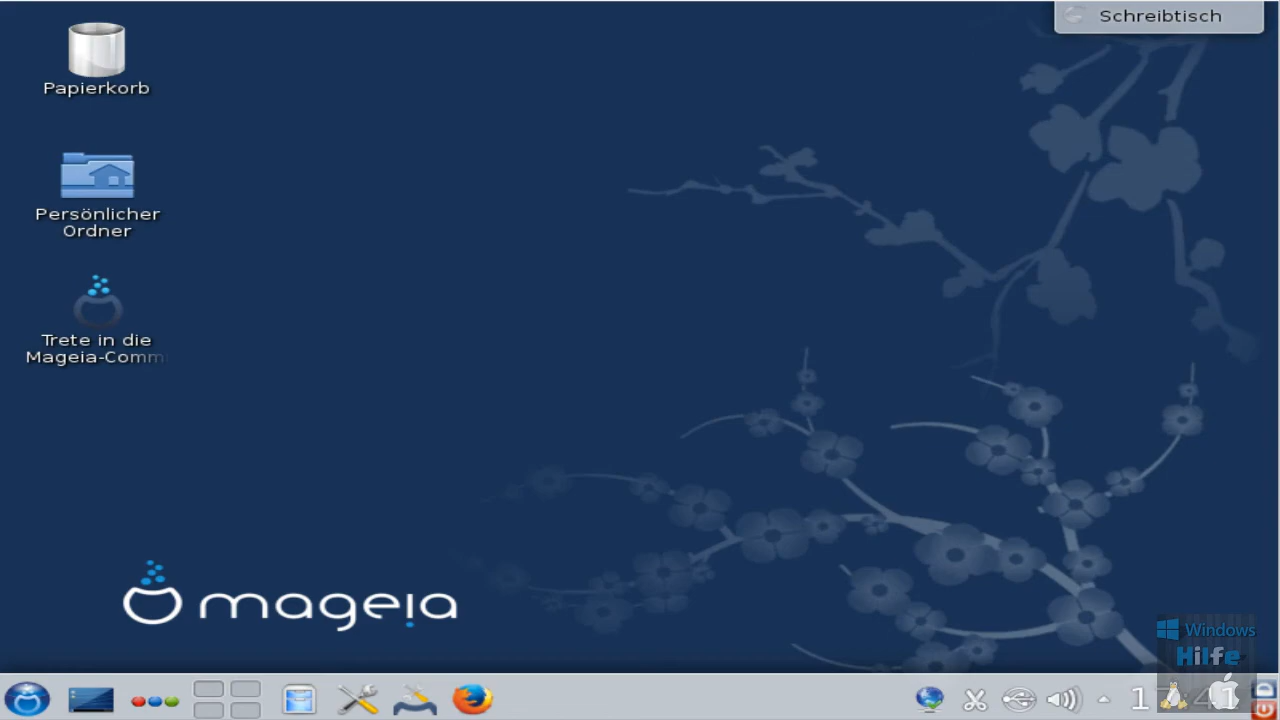 Schreibtisch
Papierkorb
Persönlicher
Ordner
Trete in die
Mageia-Comm
mageia
Windows
Hilfe